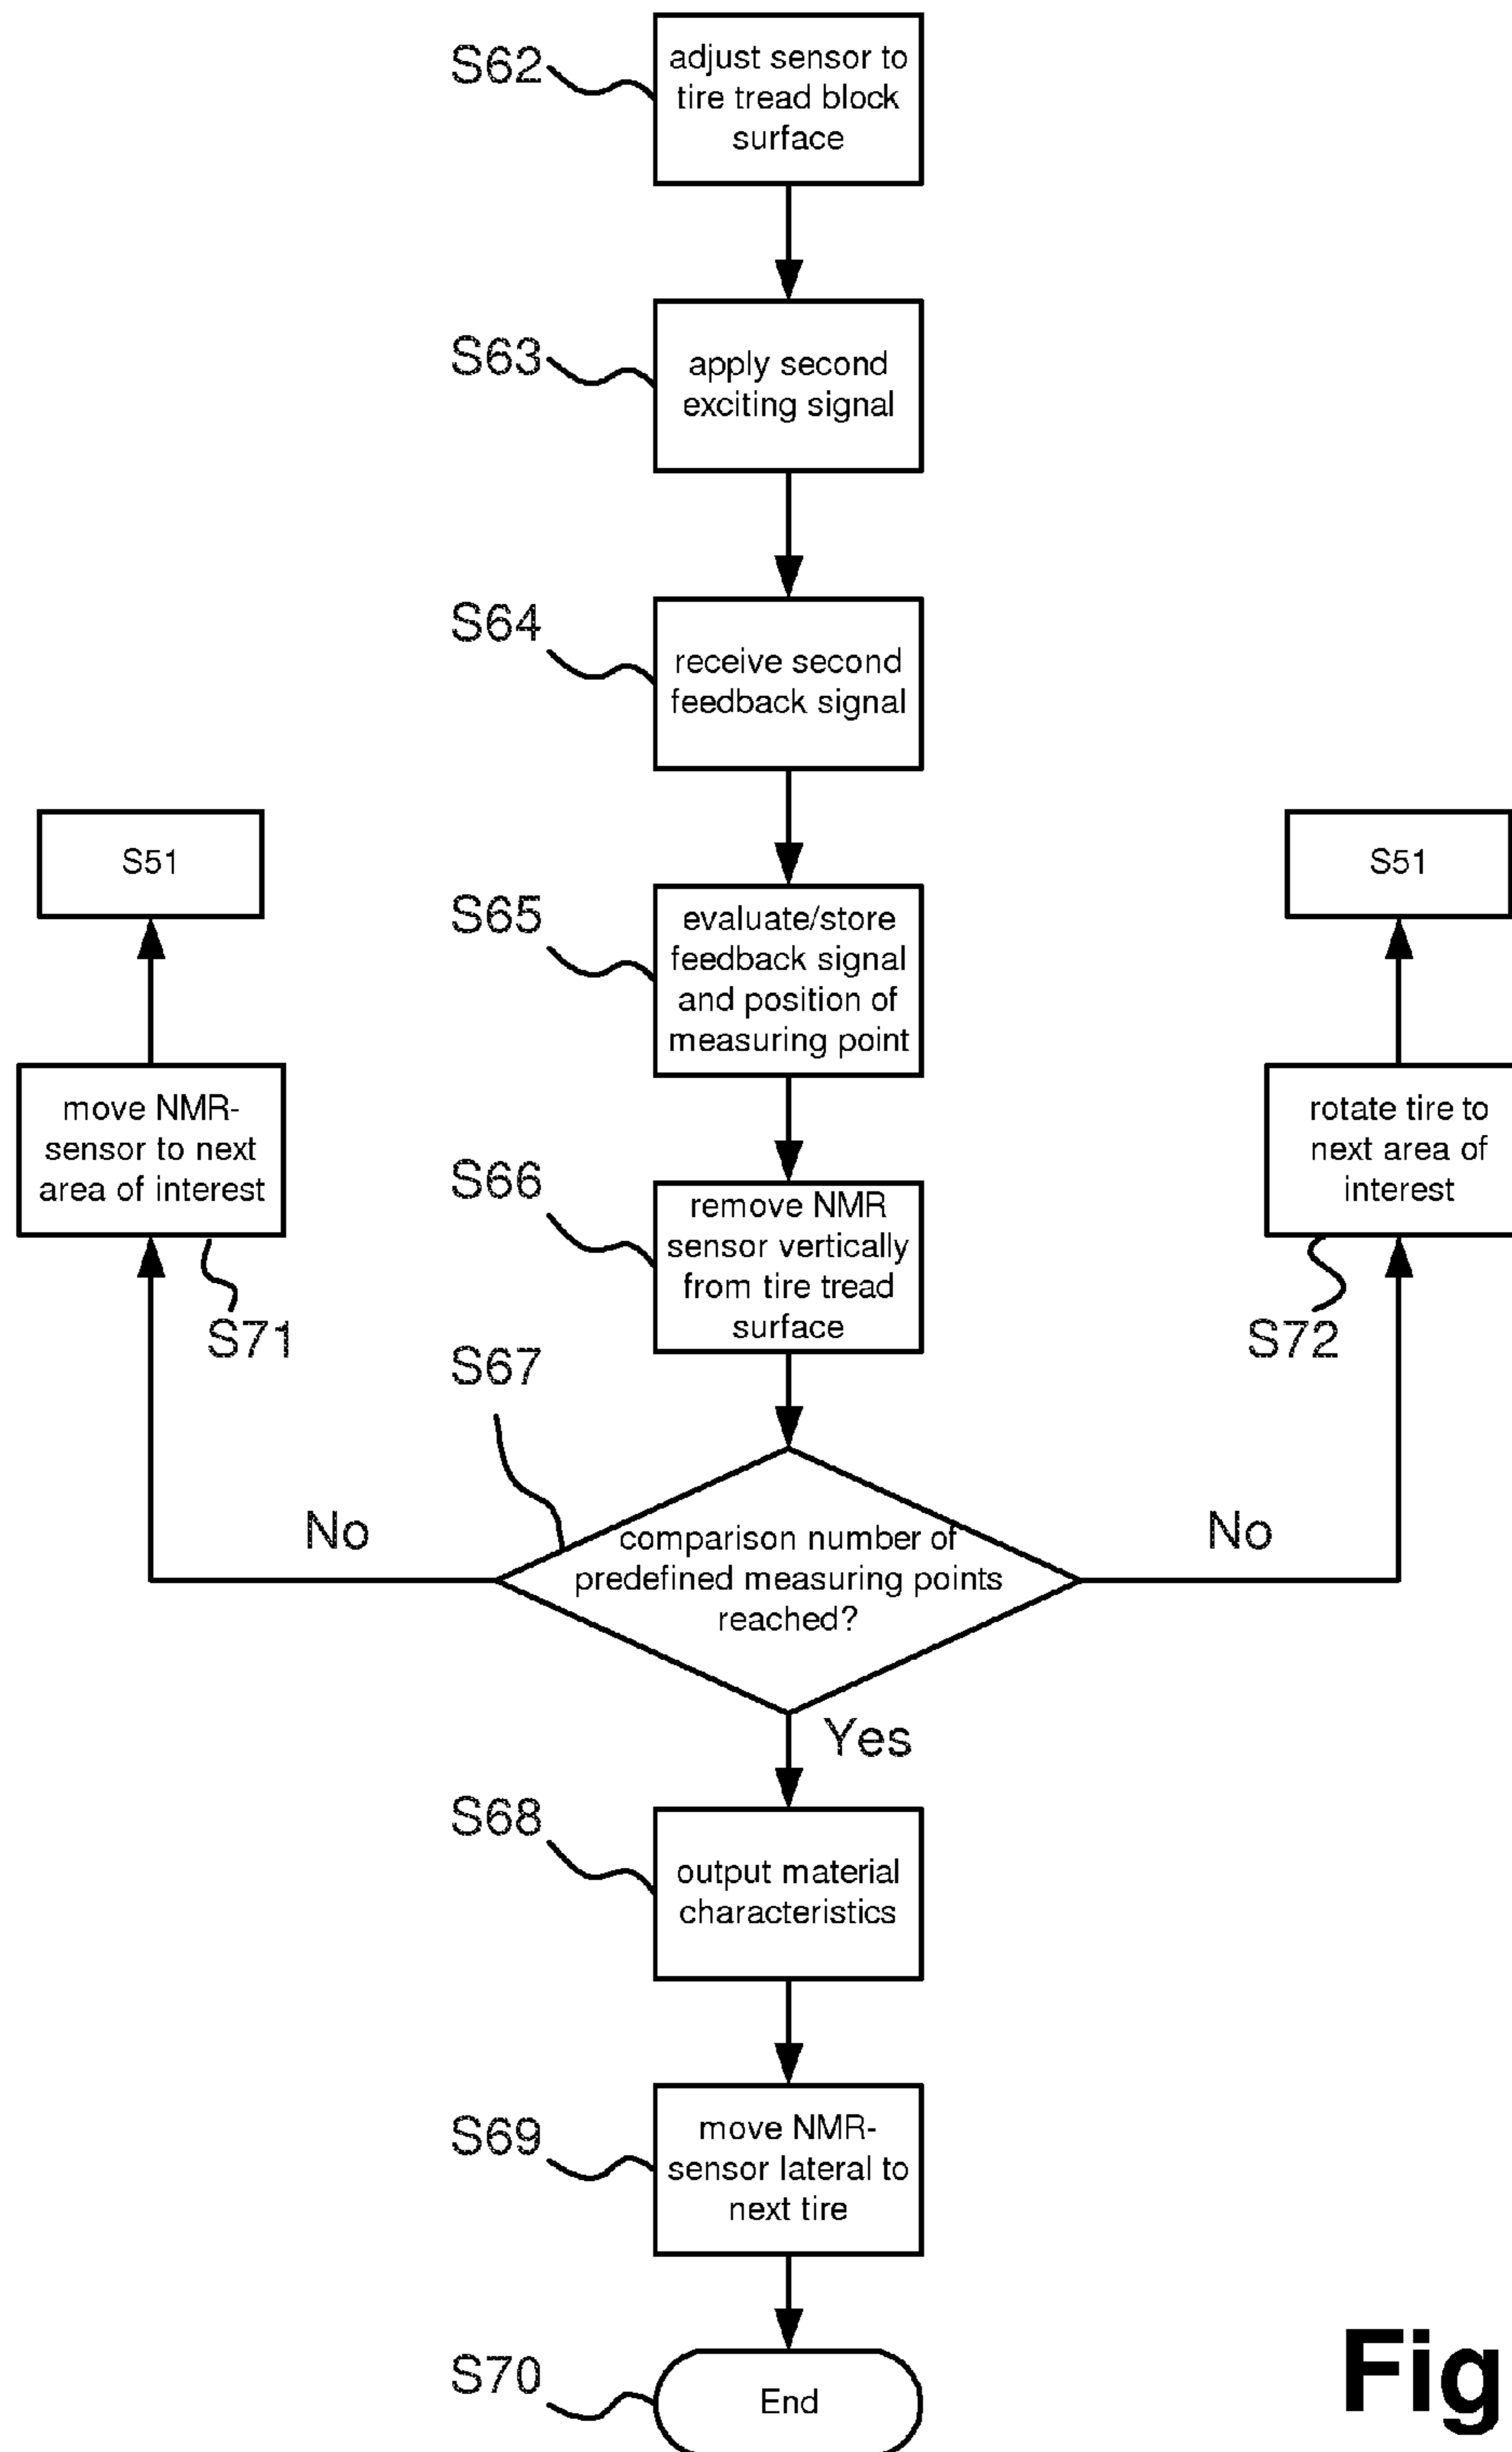 S62
adjust sensor to
tire tread block
surface
S63
apply second
exciting signal
S64
receive second
feedback signal
S51
S51
S65
evaluate/store
feedback signal
and position of
measuring point
move NMR-
sensor to next
area of interest
S71
rotate tire to
next area of
interest
S72
S66
remove NMR
sensor vertically
from tire tread
surface
S67
No
comparison number of
predefined measuring points
reached?
No
Yes
S68
output material
characteristics
S69
move NMR-
sensor lateral to
next tire
S70
End
Fig